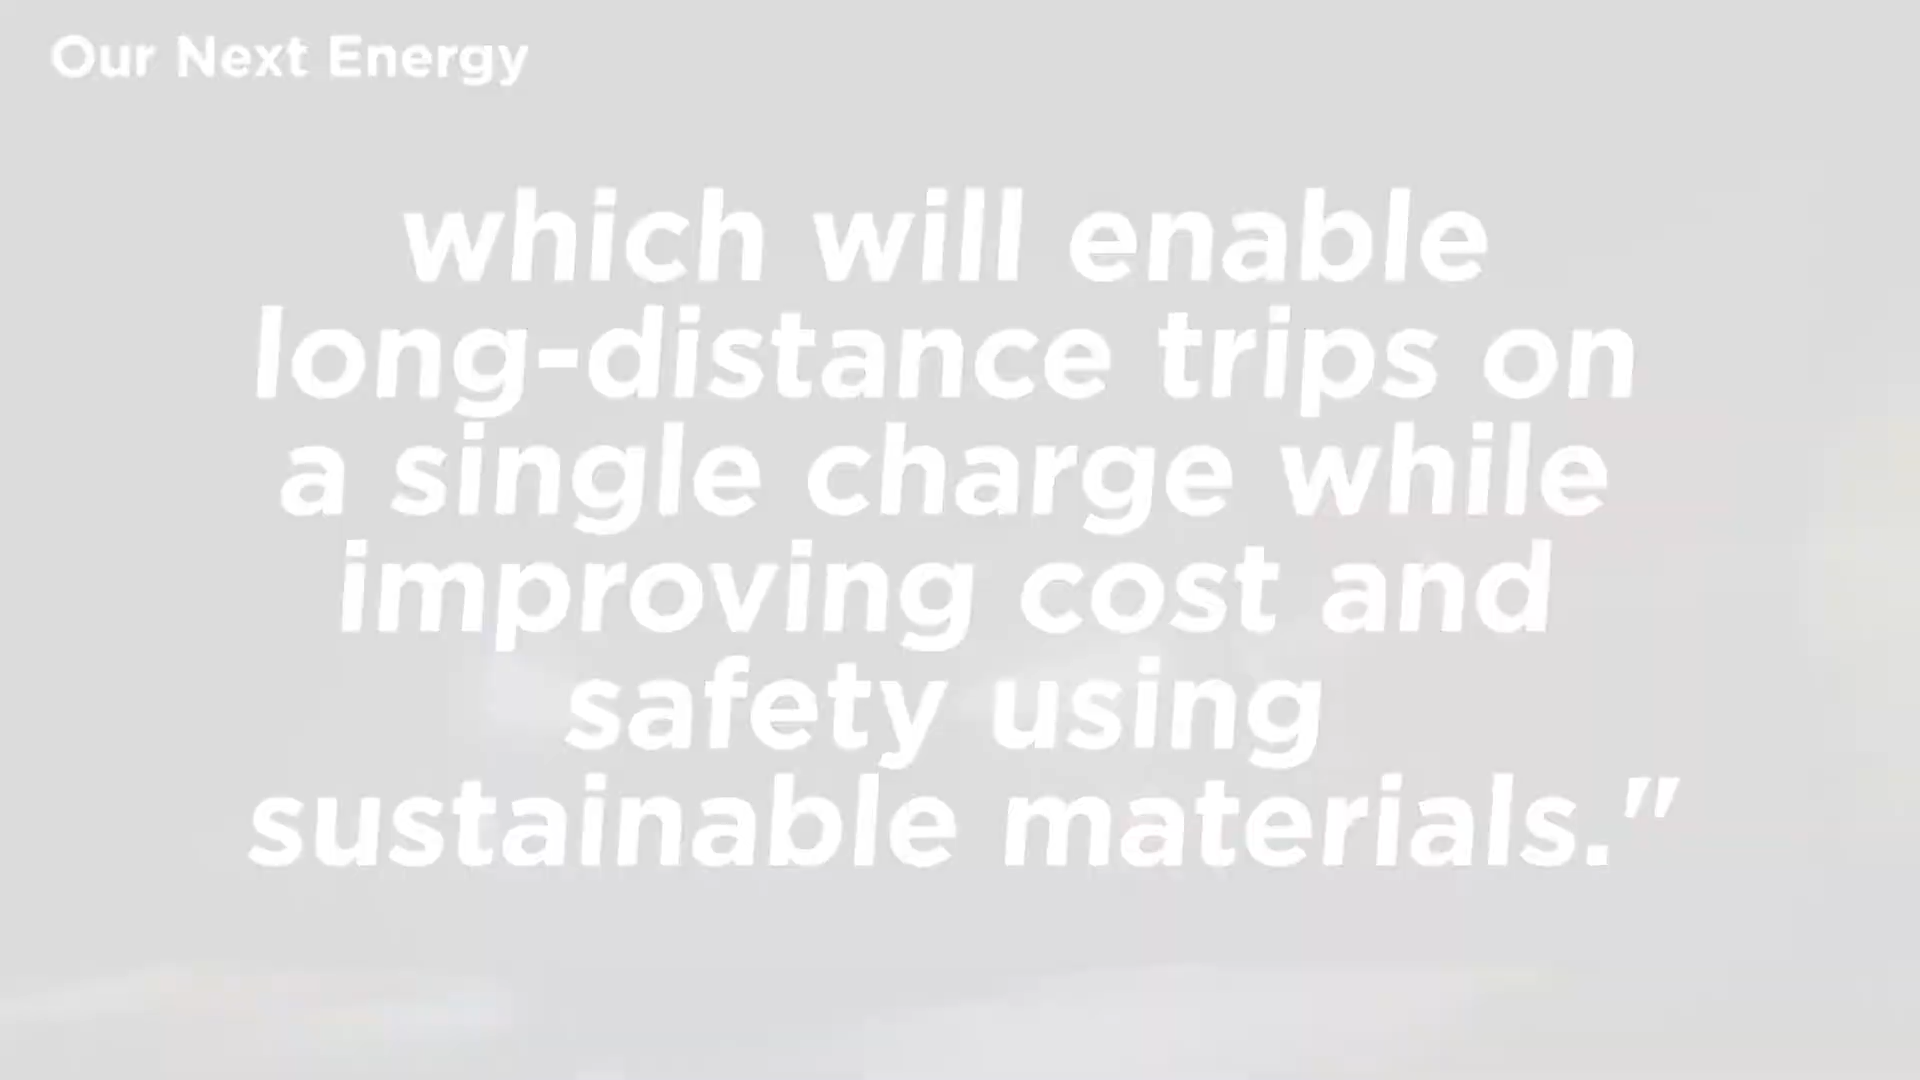 Our Next Energy
which will enable
long-distance trips on
a single charge while
improving cost and
safety using
sustainable materials."